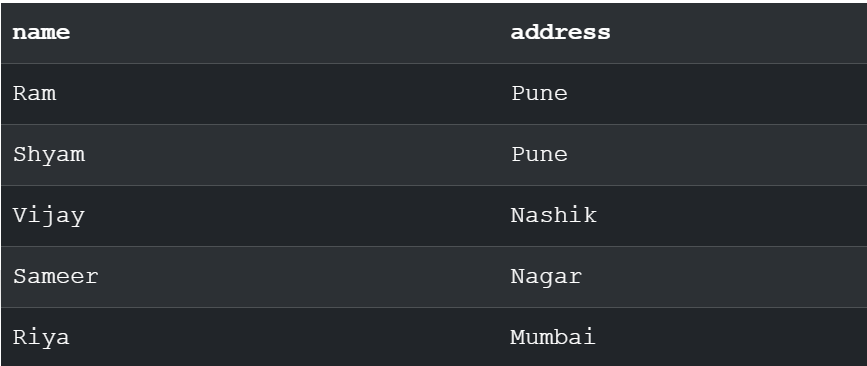 name address
Ram Pune
Shyam Pune
Vijay Nashik
Sameer Nagar
Riya Mumbai